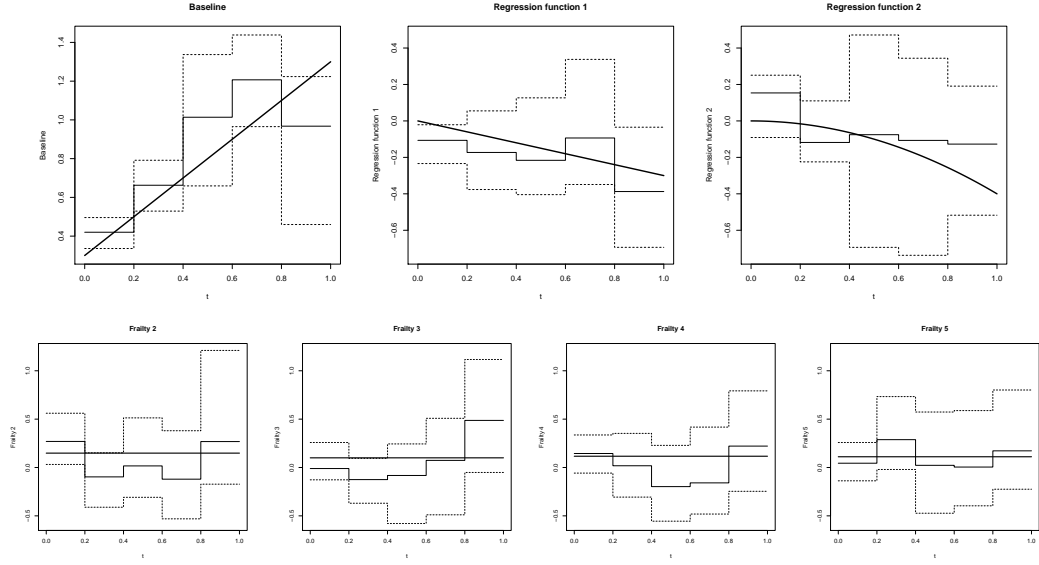 Baseline
Regression function 1
Regression function 2
Baseline
0.4 0.6 0.8 1.0 1.2 1.4
0.0 0.2 0.4 0.6 0.8 1.0
t
Regression function 1
−0.6 −0.4 −0.2 0.0 0.2 0.4
0.0 0.2 0.4 0.6 0.8 1.0
t
Regression function 2
−0.6 −0.4 −0.2 0.0 0.2 0.4
0.0 0.2 0.4 0.6 0.8 1.0
t
Frailty 2
Frailty 3
Frailty 4
Frailty 5
Frailty 2
−0.5 0.0 0.5 1.0
0.0 0.2 0.4 0.6 0.8 1.0
t
Frailty 3
−0.5 0.0 0.5 1.0
0.0 0.2 0.4 0.6 0.8 1.0
t
Frailty 4
−0.5 0.0 0.5 1.0
0.0 0.2 0.4 0.6 0.8 1.0
t
Frailty 5
−0.5 0.0 0.5 1.0
0.0 0.2 0.4 0.6 0.8 1.0
t